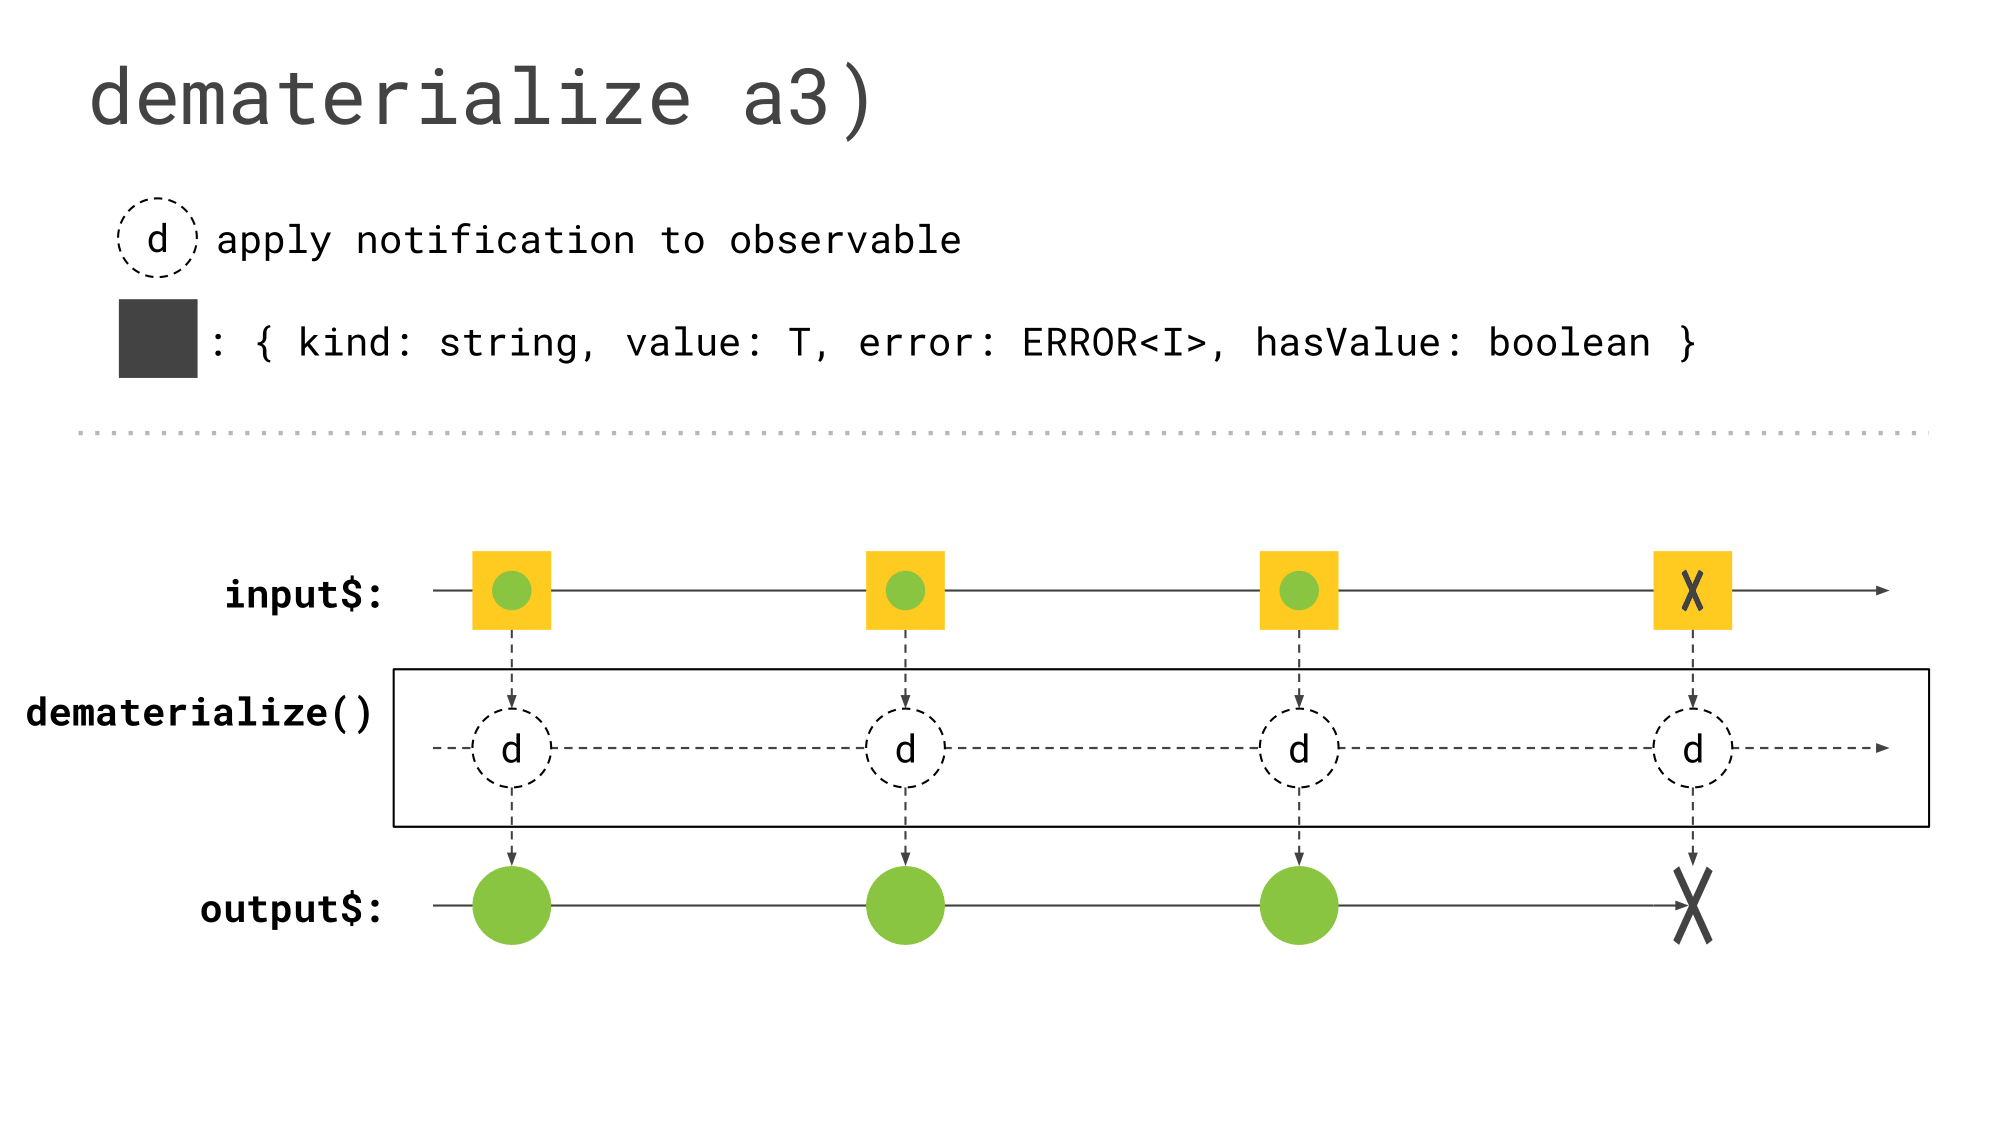 dematerialize a3)
d apply notification to observable
: { kind: string, value: T, error: ERROR<I>, hasValue: boolean }
input$:
dematerialize()
d d d d
output$: